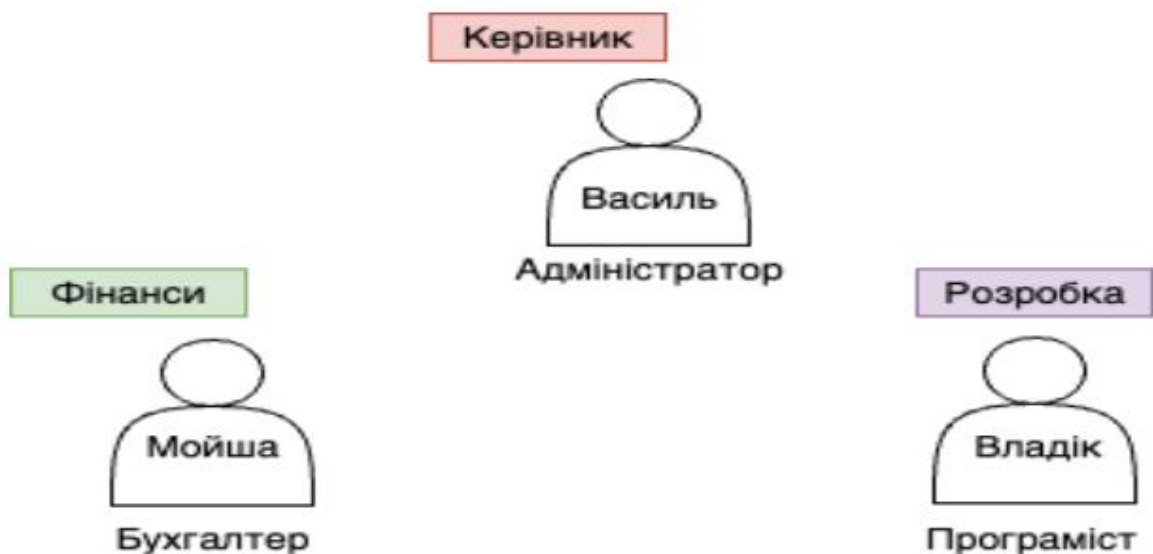 Керівник
Василь
Адміністратор
Фінанси
Мойша
Бухгалтер
Розробка
Владік
Програміст